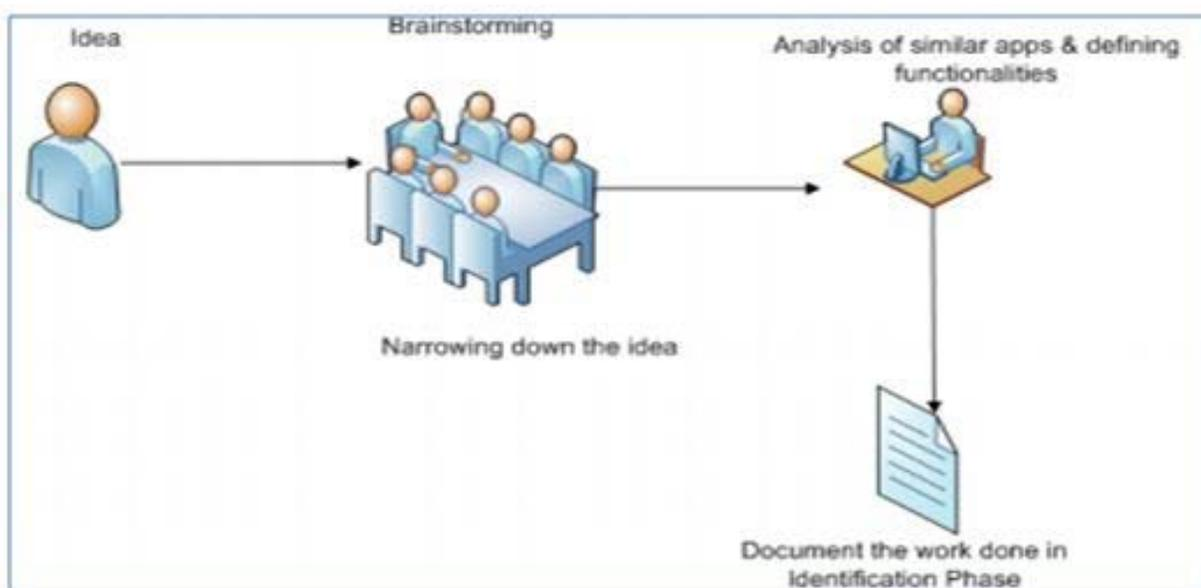 Idea
Brainstorming
Analysis of similar apps & defining
functionalities
Narrowing down the idea
Document the work done in
Identification Phase